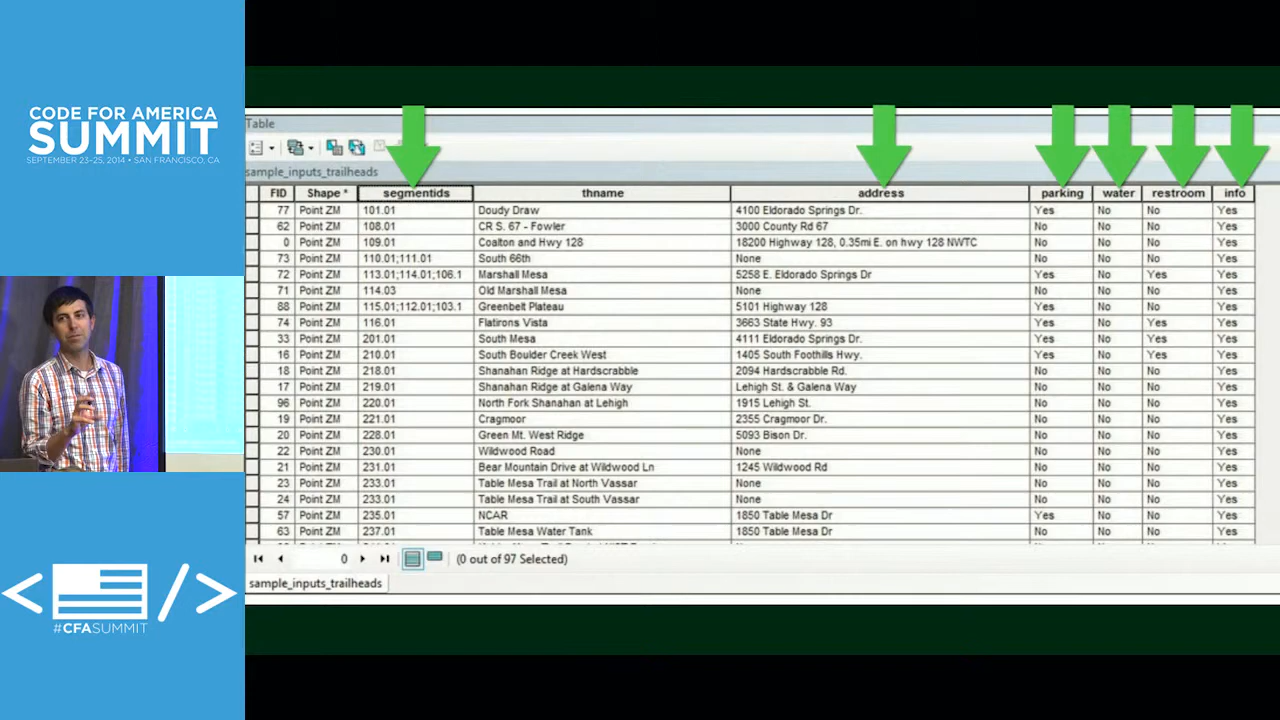 CODE FOR AMERICA
SUMMIT
SEPTEMBER 23-25, 2014 • SAN FRANCISCO, CA
Table
sample_inputs_trailheads
FID Shape * segmentids thname address parking water restroom info
77 Point ZM 101.01 Doudy Draw 4100 Eldorado Springs Dr. Yes No No Yes
62 Point ZM 108.01 CR S. 67 - Fowler 3000 County Rd 67 No No No Yes
0 Point ZM 109.01 Coalton and Hwy 128 18200 Highway 128, 0.35mi E. on hwy 128 NWTC No No No Yes
73 Point ZM 110.01;111.01 South 66th None No No No Yes
72 Point ZM 113.01;114.01;106.1 Marshall Mesa 5258 E. Eldorado Springs Dr Yes No Yes Yes
71 Point ZM 114.03 Old Marshall Mesa None No No No Yes
88 Point ZM 115.01;112.01;103.1 Greenbelt Plateau 5101 Highway 128 Yes No No Yes
74 Point ZM 116.01 Flatirons Vista 3663 State Hwy. 93 Yes No Yes Yes
33 Point ZM 201.01 South Mesa 4111 Eldorado Springs Dr. Yes No Yes Yes
16 Point ZM 210.01 South Boulder Creek West 1405 South Foothills Hwy. Yes No Yes Yes
18 Point ZM 218.01 Shanahan Ridge at Hardscrabble 2094 Hardscrabble Rd. No No No Yes
17 Point ZM 219.01 Shanahan Ridge at Galena Way Lehigh St. & Galena Way No No No Yes
96 Point ZM 220.01 North Fork Shanahan at Lehigh 1915 Lehigh St. No No No Yes
19 Point ZM 221.01 Cragmoor 2355 Cragmoor Dr. No No No Yes
20 Point ZM 228.01 Green Mt. West Ridge 5093 Bison Dr. No No No Yes
22 Point ZM 230.01 Wildwood Road None No No No Yes
21 Point ZM 231.01 Bear Mountain Drive at Wildwood Ln 1245 Wildwood Rd No No No Yes
23 Point ZM 233.01 Table Mesa Trail at North Vassar None No No No Yes
24 Point ZM 233.01 Table Mesa Trail at South Vassar None No No No Yes
57 Point ZM 235.01 NCAR 1850 Table Mesa Dr Yes No No Yes
63 Point ZM 237.01 Table Mesa Water Tank 1850 Table Mesa Dr No No No Yes
0 (0 out of 97 Selected)
sample_inputs_trailheads
#CFASUMMIT